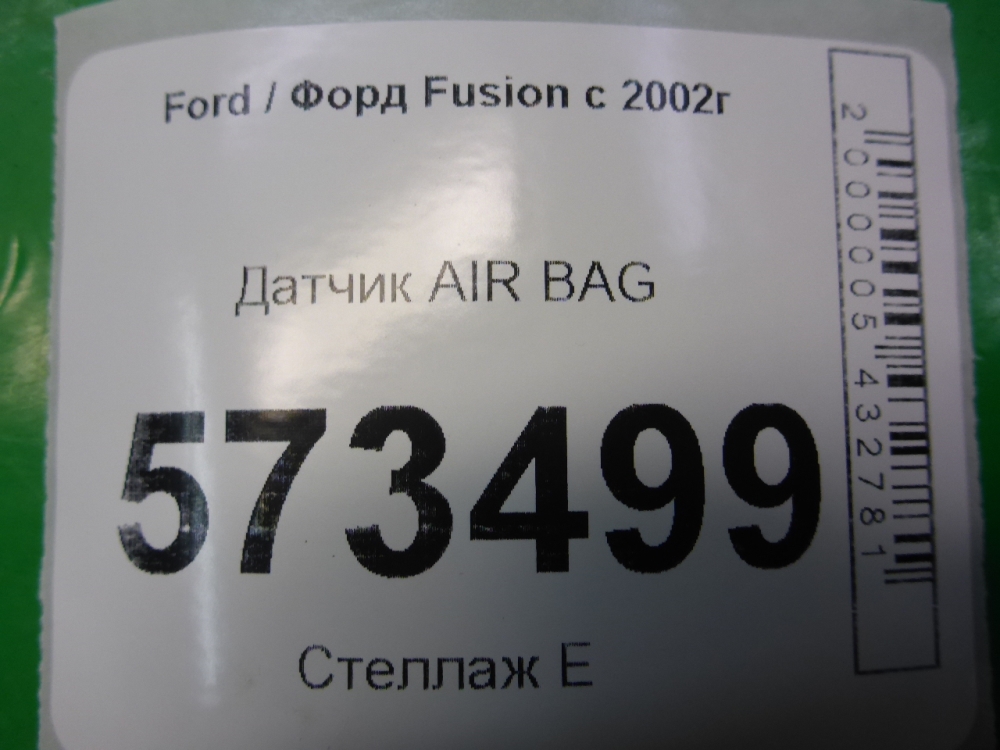 Ford / Форд Fusion с 2002г
Датчик AIR BAG
573499
Стеллаж Е
2000005432781